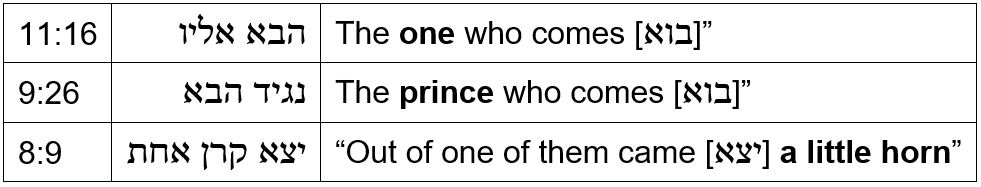 11:16 הבא אליו The one who comes [בוא]”
9:26 נגיד הבא The prince who comes [בוא]”
8:9 יצא קרן אחת “Out of one of them came [יצא] a little horn”